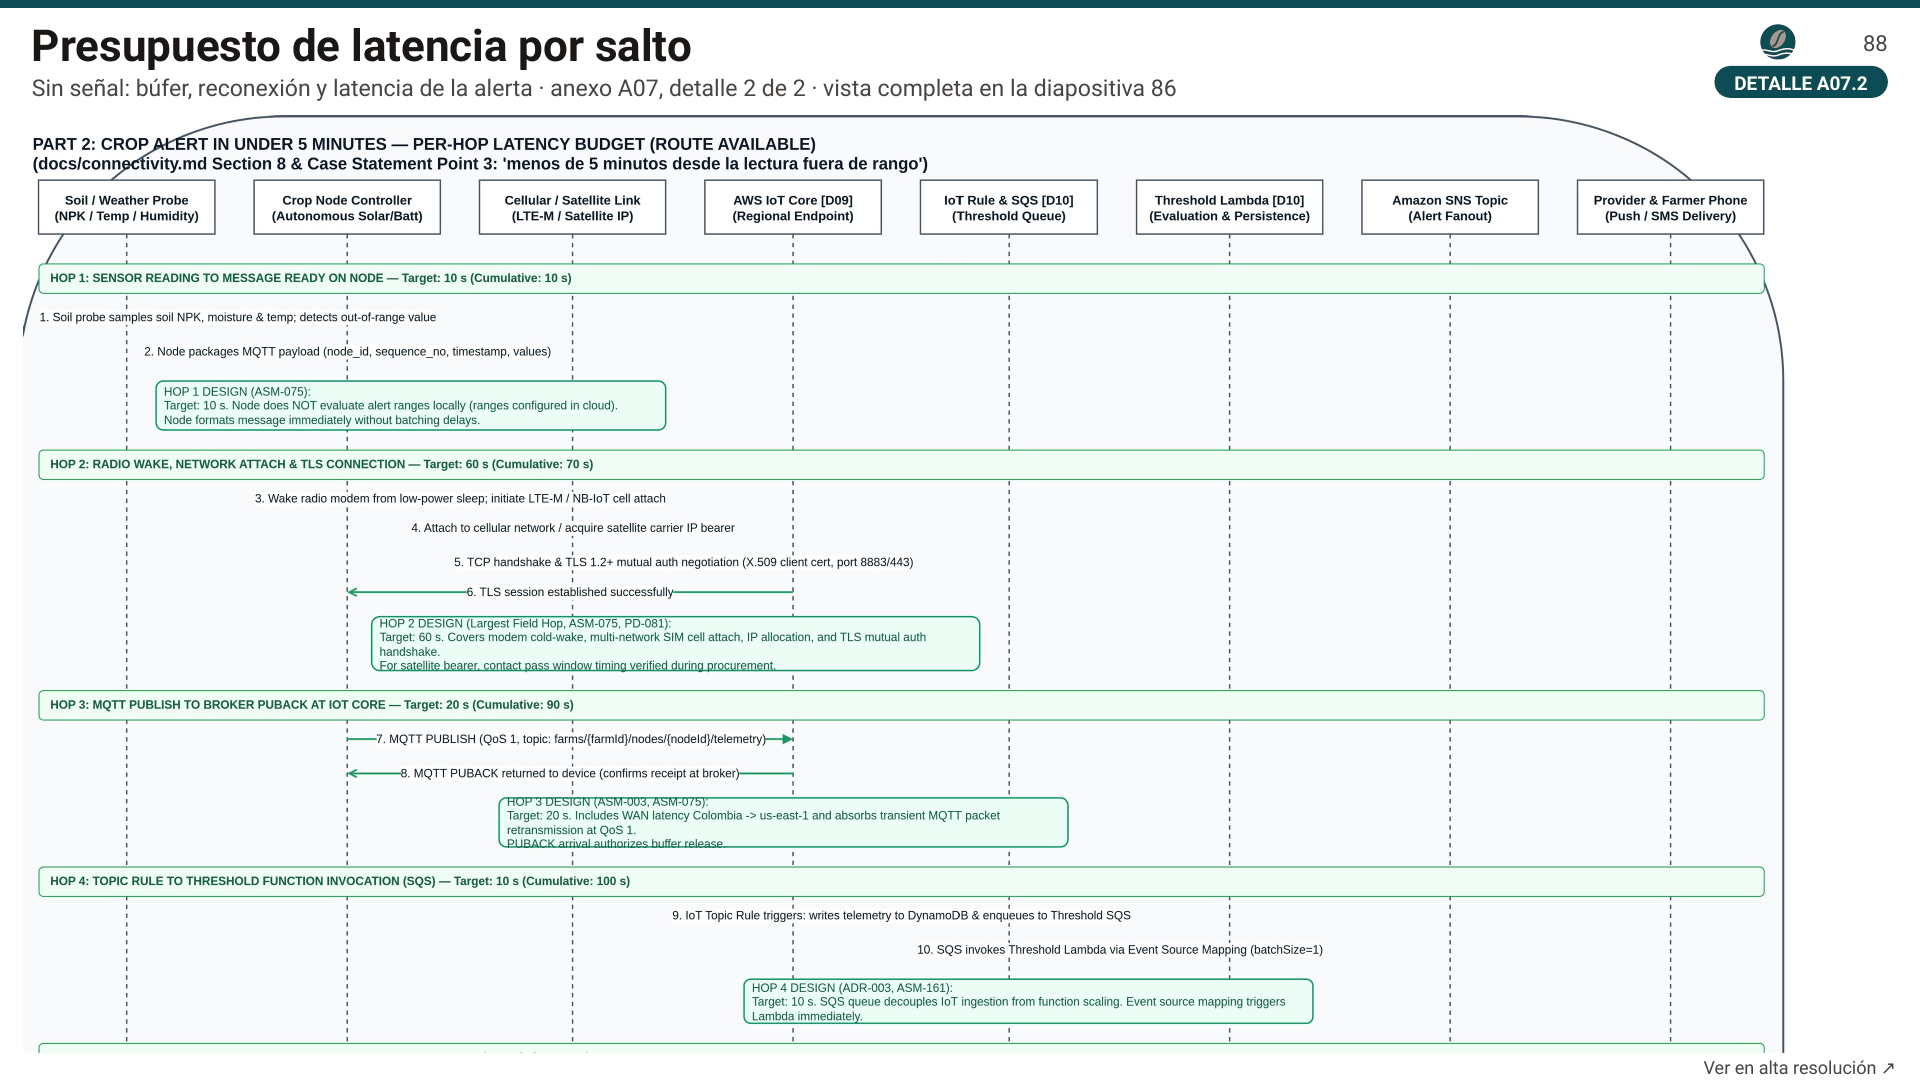 Presupuesto de latencia por salto
88
Sin señal: búfer, reconexión y latencia de la alerta · anexo A07, detalle 2 de 2 · vista completa en la diapositiva 86
DETALLE A07.2
PART 2: CROP ALERT IN UNDER 5 MINUTES — PER-HOP LATENCY BUDGET (ROUTE AVAILABLE)
(docs/connectivity.md Section 8 & Case Statement Point 3: 'menos de 5 minutos desde la lectura fuera de rango')
Soil / Weather Probe
(NPK / Temp / Humidity)
Crop Node Controller
(Autonomous Solar/Batt)
Cellular / Satellite Link
(LTE-M / Satellite IP)
AWS IoT Core [D09]
(Regional Endpoint)
IoT Rule & SQS [D10]
(Threshold Queue)
Threshold Lambda [D10]
(Evaluation & Persistence)
Amazon SNS Topic
(Alert Fanout)
Provider & Farmer Phone
(Push / SMS Delivery)
HOP 1: SENSOR READING TO MESSAGE READY ON NODE — Target: 10 s (Cumulative: 10 s)
1. Soil probe samples soil NPK, moisture & temp; detects out-of-range value
2. Node packages MQTT payload (node_id, sequence_no, timestamp, values)
HOP 1 DESIGN (ASM-075):
Target: 10 s. Node does NOT evaluate alert ranges locally (ranges configured in cloud).
Node formats message immediately without batching delays.
HOP 2: RADIO WAKE, NETWORK ATTACH & TLS CONNECTION — Target: 60 s (Cumulative: 70 s)
3. Wake radio modem from low-power sleep; initiate LTE-M / NB-IoT cell attach
4. Attach to cellular network / acquire satellite carrier IP bearer
5. TCP handshake & TLS 1.2+ mutual auth negotiation (X.509 client cert, port 8883/443)
6. TLS session established successfully
HOP 2 DESIGN (Largest Field Hop, ASM-075, PD-081):
Target: 60 s. Covers modem cold-wake, multi-network SIM cell attach, IP allocation, and TLS mutual auth
handshake.
For satellite bearer, contact pass window timing verified during procurement.
HOP 3: MQTT PUBLISH TO BROKER PUBACK AT IOT CORE — Target: 20 s (Cumulative: 90 s)
7. MQTT PUBLISH (QoS 1, topic: farms/{farmId}/nodes/{nodeId}/telemetry)
8. MQTT PUBACK returned to device (confirms receipt at broker)
HOP 3 DESIGN (ASM-003, ASM-075):
Target: 20 s. Includes WAN latency Colombia -> us-east-1 and absorbs transient MQTT packet
retransmission at QoS 1.
PUBACK arrival authorizes buffer release.
HOP 4: TOPIC RULE TO THRESHOLD FUNCTION INVOCATION (SQS) — Target: 10 s (Cumulative: 100 s)
9. IoT Topic Rule triggers: writes telemetry to DynamoDB & enqueues to Threshold SQS
10. SQS invokes Threshold Lambda via Event Source Mapping (batchSize=1)
HOP 4 DESIGN (ADR-003, ASM-161):
Target: 10 s. SQS queue decouples IoT ingestion from function scaling. Event source mapping triggers
Lambda immediately.
Ver en alta resolución ↗